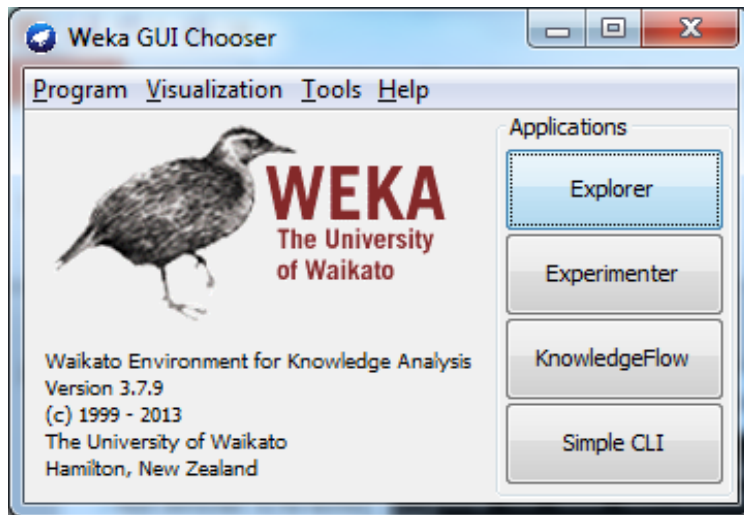 Weka GUI Chooser
Program Visualization Tools Help
WEKA
The University
of Waikato
Waikato Environment for Knowledge Analysis
Version 3.7.9
(c) 1999 - 2013
The University of Waikato
Hamilton, New Zealand
Applications
Explorer
Experimenter
KnowledgeFlow
Simple CLI